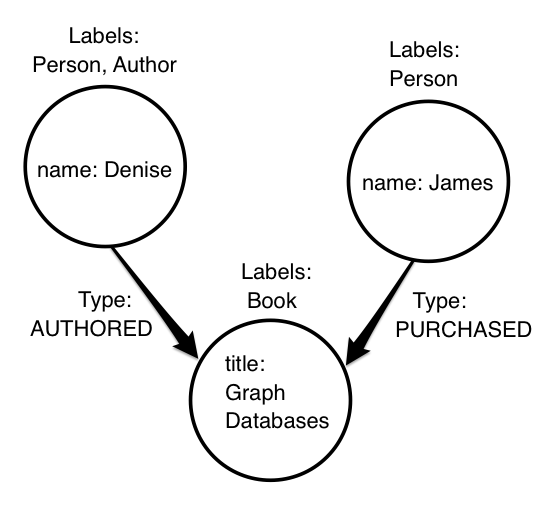 Labels:
Person, Author
name: Denise
Labels:
Person
name: James
Type:
AUTHORED
Labels:
Book
Type:
PURCHASED
title:
Graph
Databases